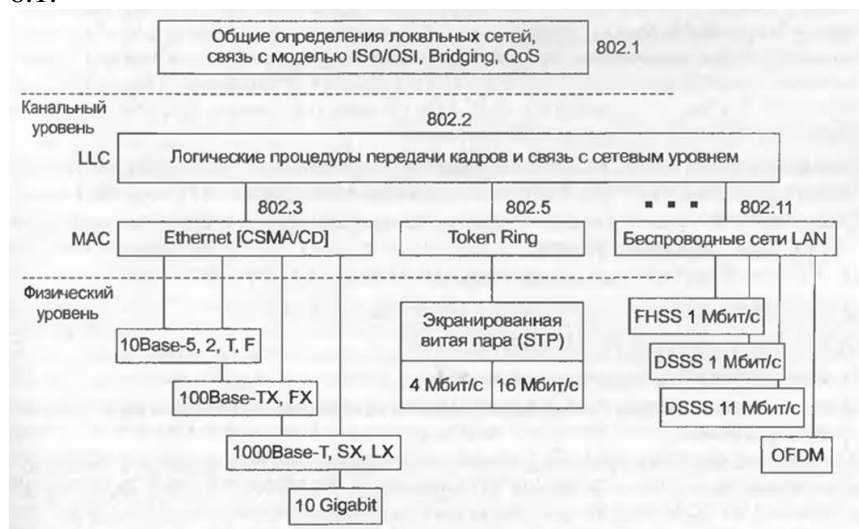 Общие определения локальных сетей,
связь с моделью ISO/OSI, Bridging, QoS
802.1
Канальный
уровень
802.2
LLC
Логические процедуры передачи кадров и связь с сетевым уровнем
802.3
802.5
802.11
MAC
Ethernet [CSMA/CD]
Token Ring
Беспроводные сети LAN
Физический
уровень
10Base-5, 2, T, F
100Base-TX, FX
1000Base-T, SX, LX
10 Gigabit
Экранированная
витая пара (STP)
4 Мбит/с 16 Мбит/с
FHSS 1 Мбит/с
DSSS 1 Мбит/с
DSSS 11 Мбит/с
OFDM